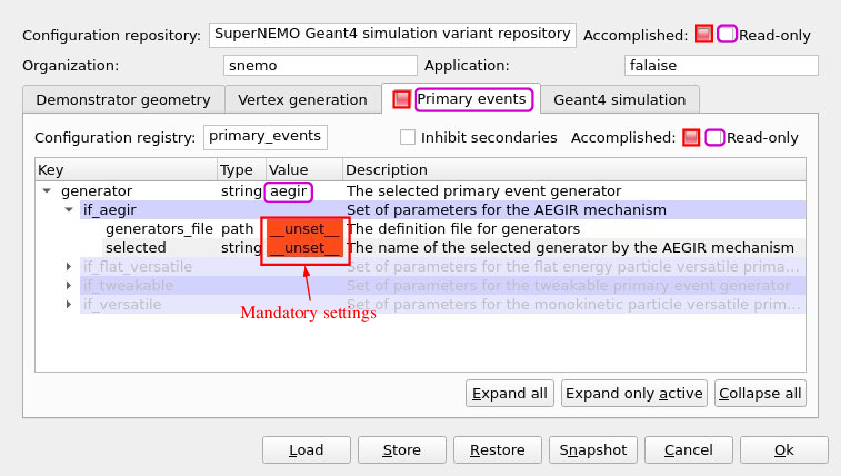 Configuration repository: SuperNEMO Geant4 simulation variant repository Accomplished: Read-only
Organization: snemo Application: falaise
Demonstrator geometry Vertex generation Primary events Geant4 simulation
Configuration registry: primary_events Inhibit secondaries Accomplished: Read-only
Key Type Value Description
generator string aegir The selected primary event generator
if_aegir Set of parameters for the AEGIR mechanism
generators_file path __unset__ The definition file for generators
selected string __unset__ The name of the selected generator by the AEGIR mechanism
if_flat_versatile Set of parameters for the flat energy particle versatile prima...
if_tweakable Set of parameters for the tweakable primary event generator
if_versatile Set of parameters for the monokinetic particle versatile prim...
Mandatory settings
Expand all Expand only active Collapse all
Load Store Restore Snapshot Cancel Ok